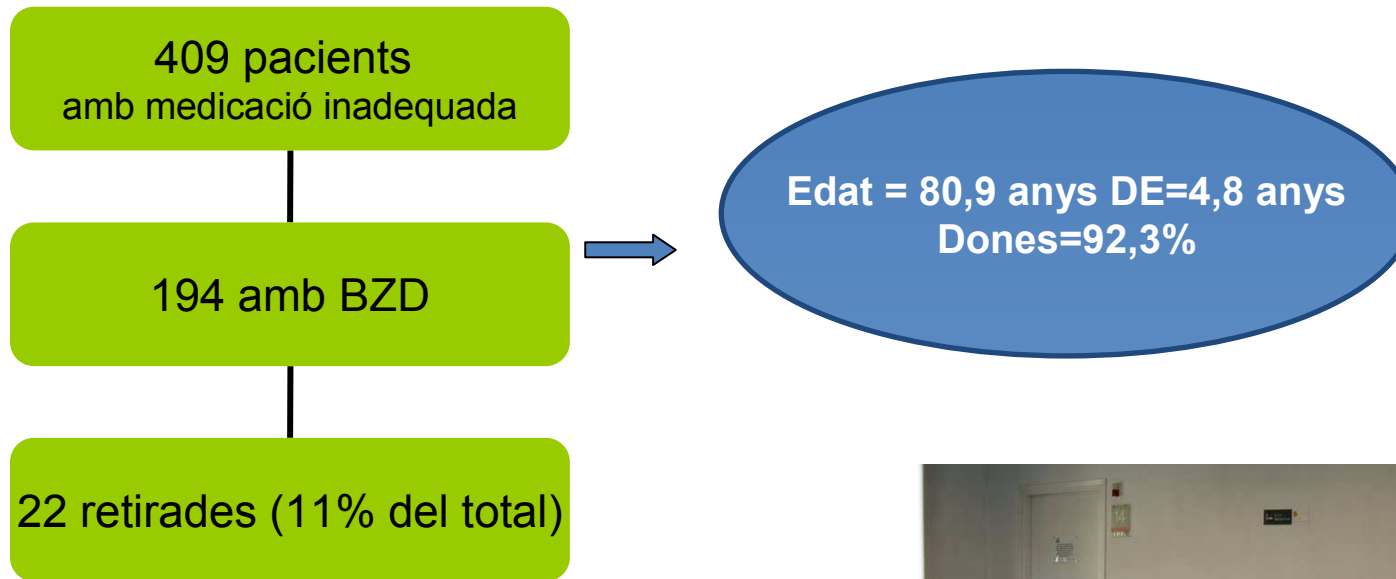 409 pacients
amb medicació inadequada
Edat = 80,9 anys DE=4,8 anys
Dones=92,3%
194 amb BZD
22 retirades (11% del total)